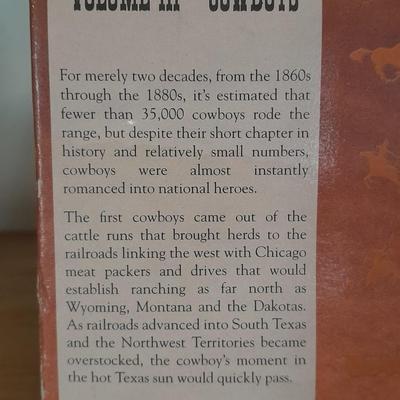 VOLUME III COWBOYS
For merely two decades, from the 1860s
through the 1880s, it's estimated that
fewer than 35,000 cowboys rode the
range, but despite their short chapter in
history and relatively small numbers,
cowboys were almost instantly
romanced into national heroes.
The first cowboys came out of the
cattle runs that brought herds to the
railroads linking the west with Chicago
meat packers and drives that would
establish ranching as far north as
Wyoming, Montana and the Dakotas.
As railroads advanced into South Texas
and the Northwest Territories became
overstocked, the cowboy's moment in
the hot Texas sun would quickly pass.